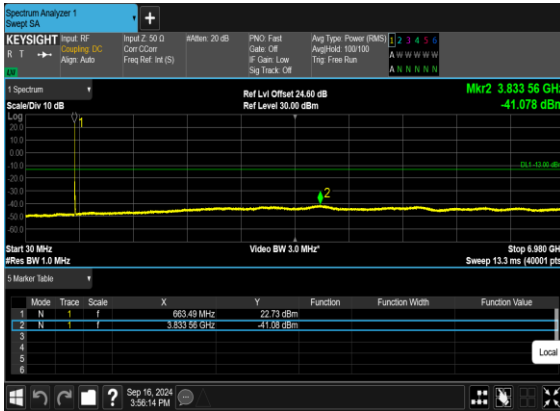 Spectrum Analyzer 1
Swept SA
KEYSIGHT Input: RF Input Z: 50 Ω #Atten: 20 dB PNO: Fast Avg Type: Power (RMS) 1 2 3 4 5 6
R T Coupling: DC Corr CCorr Gate: Off Avg|Hold: 100/100 A W W W W W
Align: Auto Freq Ref: Int (S) IF Gain: Low Trig: Free Run
Sig Track: Off A N N N N N
1 Spectrum
Scale/Div 10 dB
Ref Lvl Offset 24.60 dB
Ref Level 30.00 dBm
Mkr2 3.833 56 GHz
-41.078 dBm
Log
20.0
10.0
0.00
-10.0
-20.0
-30.0
-40.0
-50.0
-60.0
1
2
DL1 -13.00 dBm
Start 30 MHz Video BW 3.0 MHz* Stop 6.980 GHz
#Res BW 1.0 MHz Sweep 13.3 ms (40001 pts)
5 Marker Table
Mode Trace Scale X Y Function Function Width Function Value
1 N 1 f 663.49 MHz 22.73 dBm
2 N 1 f 3.833 56 GHz -41.08 dBm
3
4
5
6
Local
Sep 16, 2024
3:56:14 PM